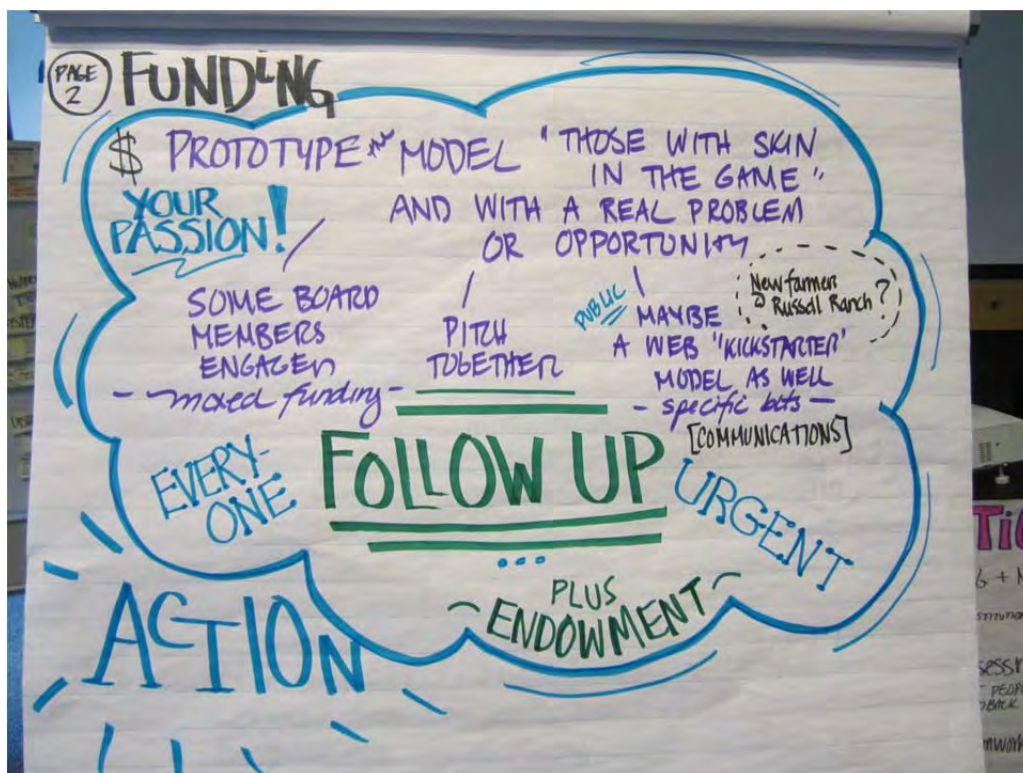 PAGE
2
FUNDING
$ PROTOTYPE MODEL "THOSE WITH SKIN
IN THE GAME"
AND WITH A REAL PROBLEM
OR OPPORTUNITY
YOUR
PASSION!
SOME BOARD
MEMBERS
ENGAGED
- mixed funding -
PITCH
TOGETHER
PUBLIC
MAYBE
A WEB "KICKSTARTER"
MODEL AS WELL
- specific bits -
[COMMUNICATIONS]
New farmers
@ Russell Ranch?
EVERY-
ONE
FOLLOW UP
URGENT
...
PLUS
~ENDOWMENT~
ACTION